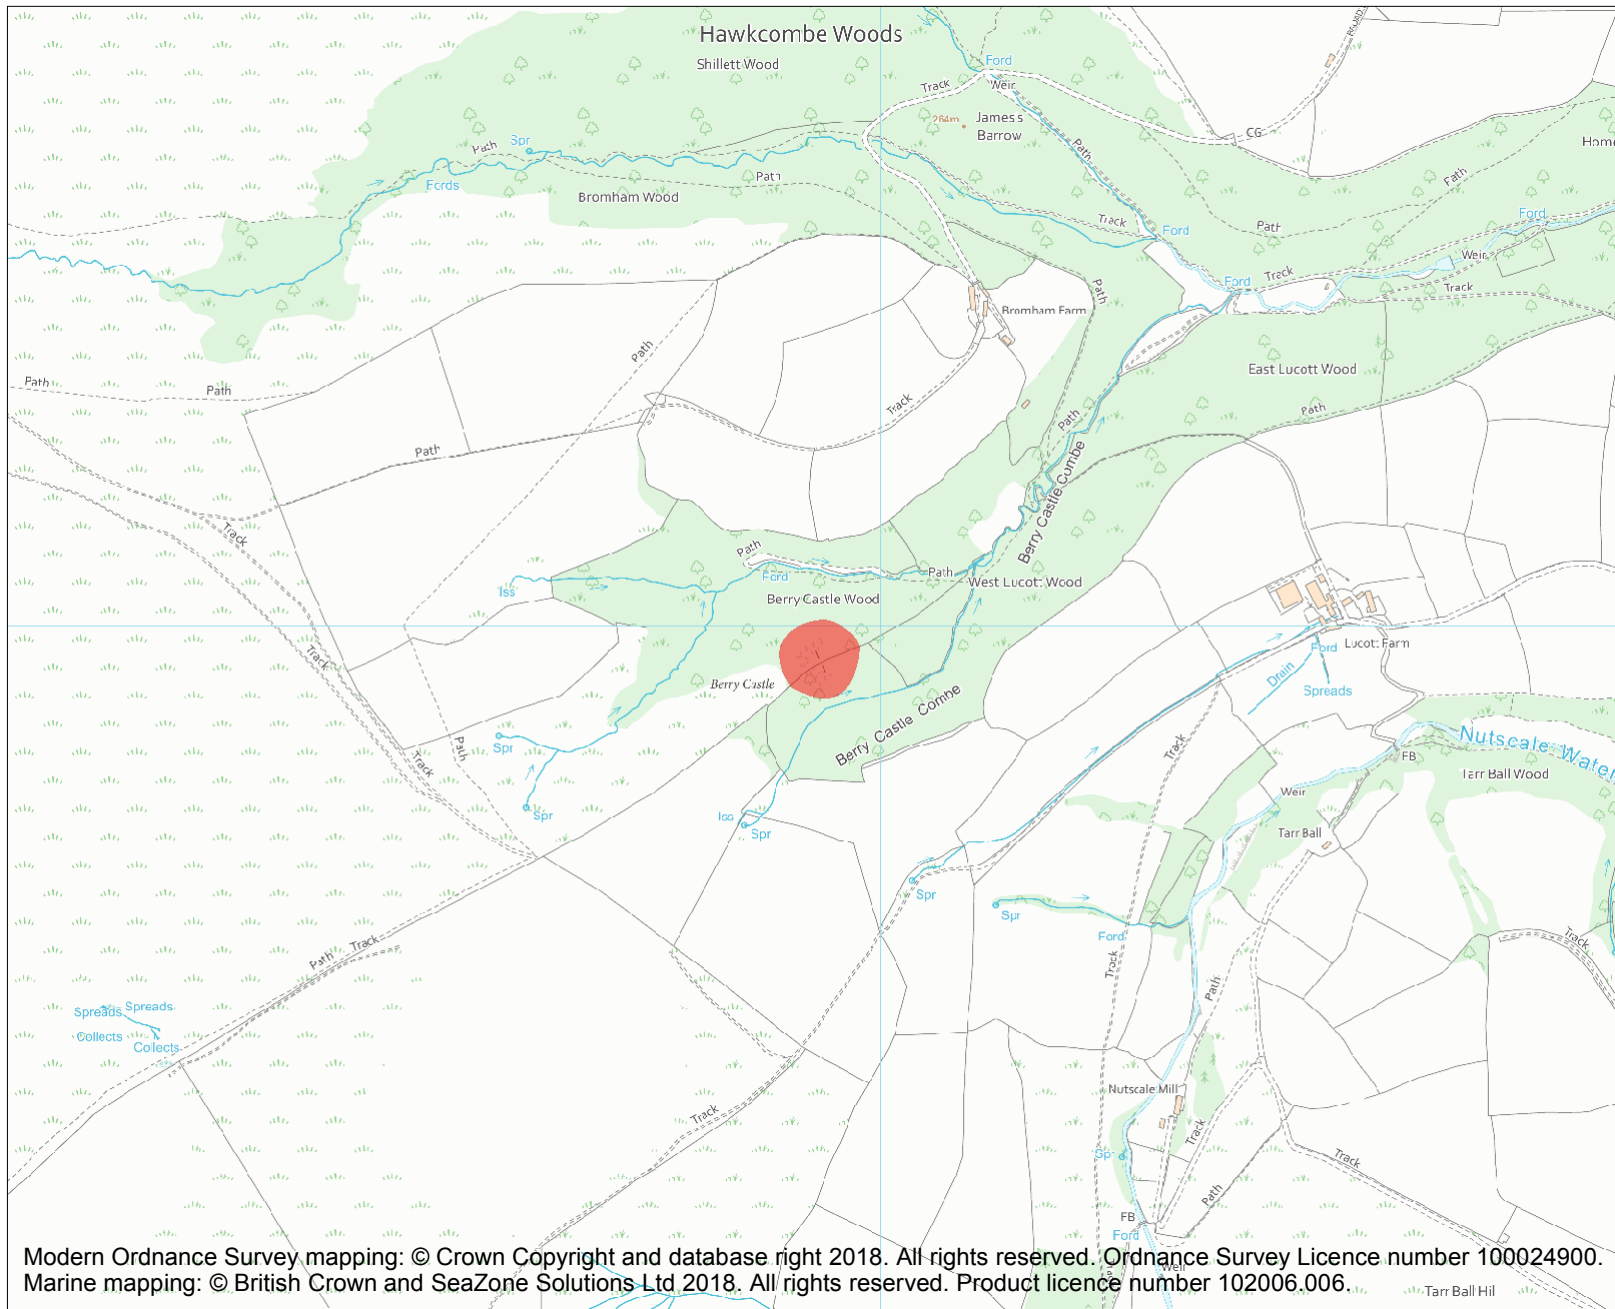 Hawkcombe Woods
Shillett Wood
Ford
Weir
Track
264m
James's
Barrow
CG
Path
Spr
Path
Fords
Path
Bromham Wood
Path
Home
Path
Path
Ford
Track
Ford
Weir
Ford
Track
Track
Path
Bromham Farm
Path
East Lucott Wood
Path
Path
Path
Track
Path
Path
Berry Castle Combe
Track
Path
Path
Ford
West Lucott Wood
Iss
Berry Castle Wood
Lucott Farm
Ford
Drain
Spreads
Track
Berry Castle
Berry Castle Combe
Spr
Path
Track
Track
Nutscale Water
FB
Tarr Ball Wood
Weir
Tarr Ball
Spr
Iss
Spr
Spr
Spr
Ford
Track
Path
Track
Track
Path
Spreads
Spreads
Collects
Collects
Nutscale Mill
Track
Track
Track
Path
FB
Ford
Well
Modern Ordnance Survey mapping: © Crown Copyright and database right 2018. All rights reserved. Ordnance Survey Licence number 100024900.
Marine mapping: © British Crown and SeaZone Solutions Ltd 2018. All rights reserved. Product licence number 102006.006.
Tarr Ball Hil